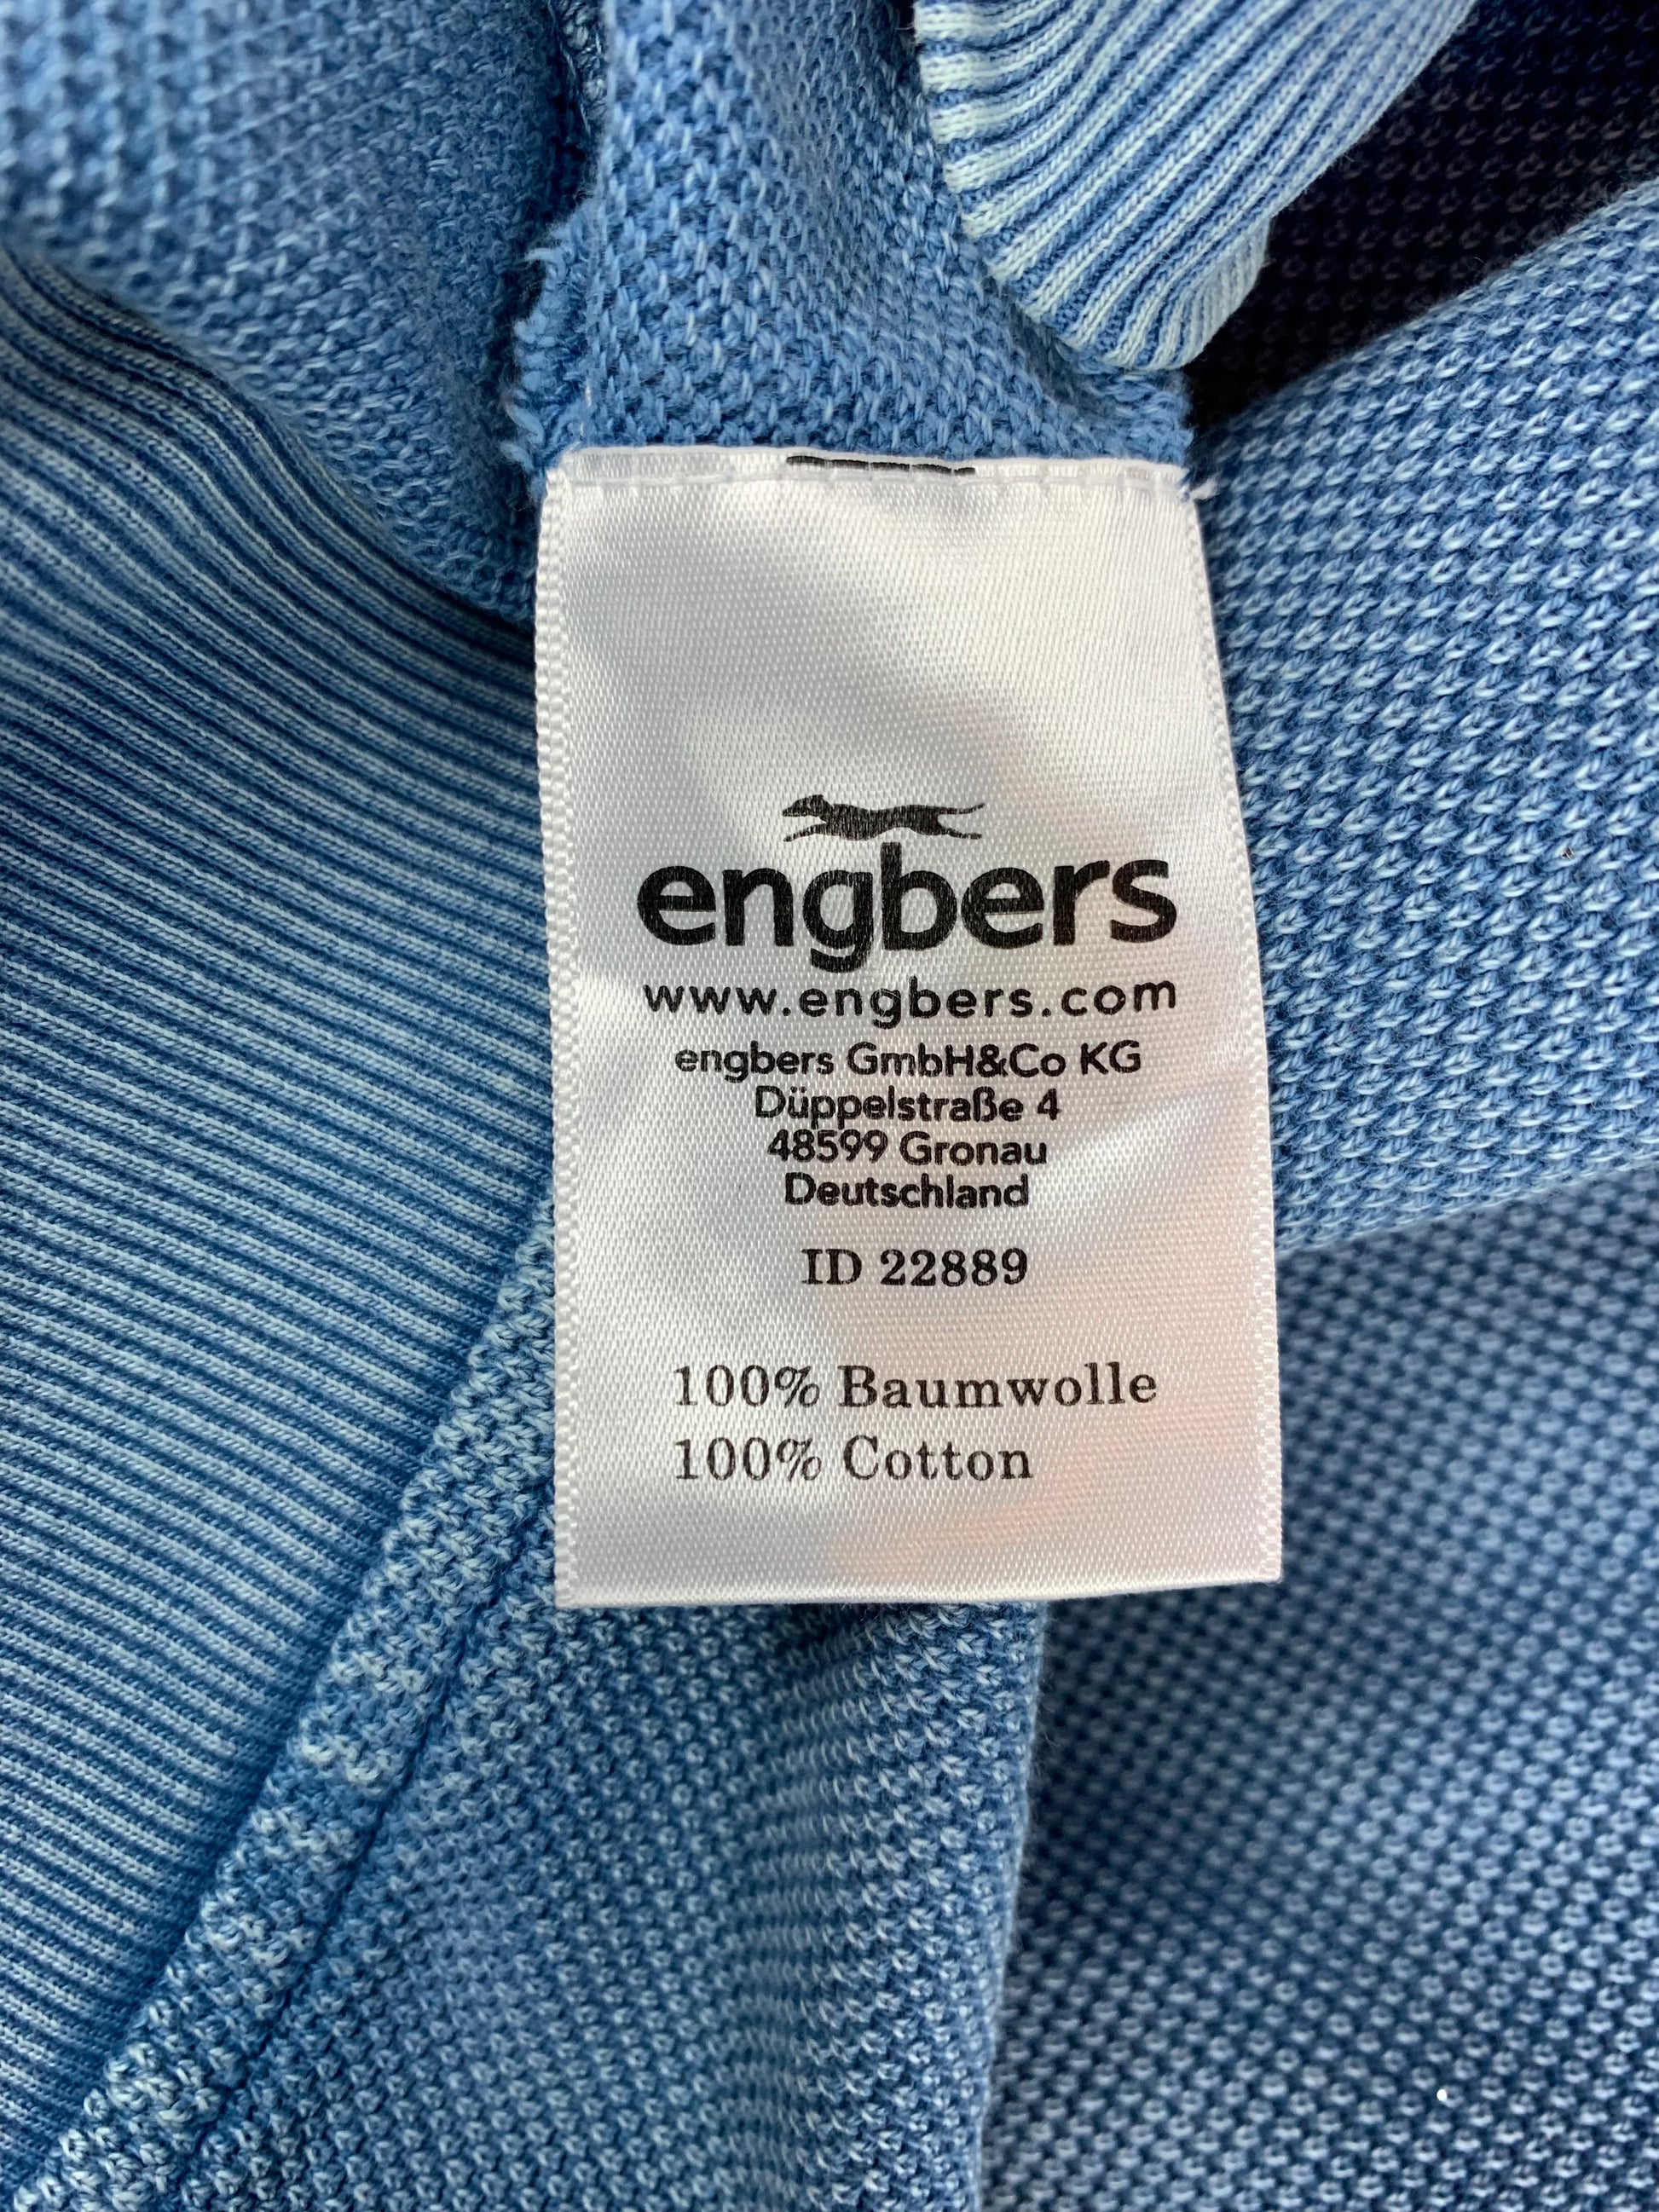 engbers
www.engbers.com
engbers GmbH&Co KG
Düppelstraße 4
48599 Gronau
Deutschland
ID 22889
100% Baumwolle
100% Cotton